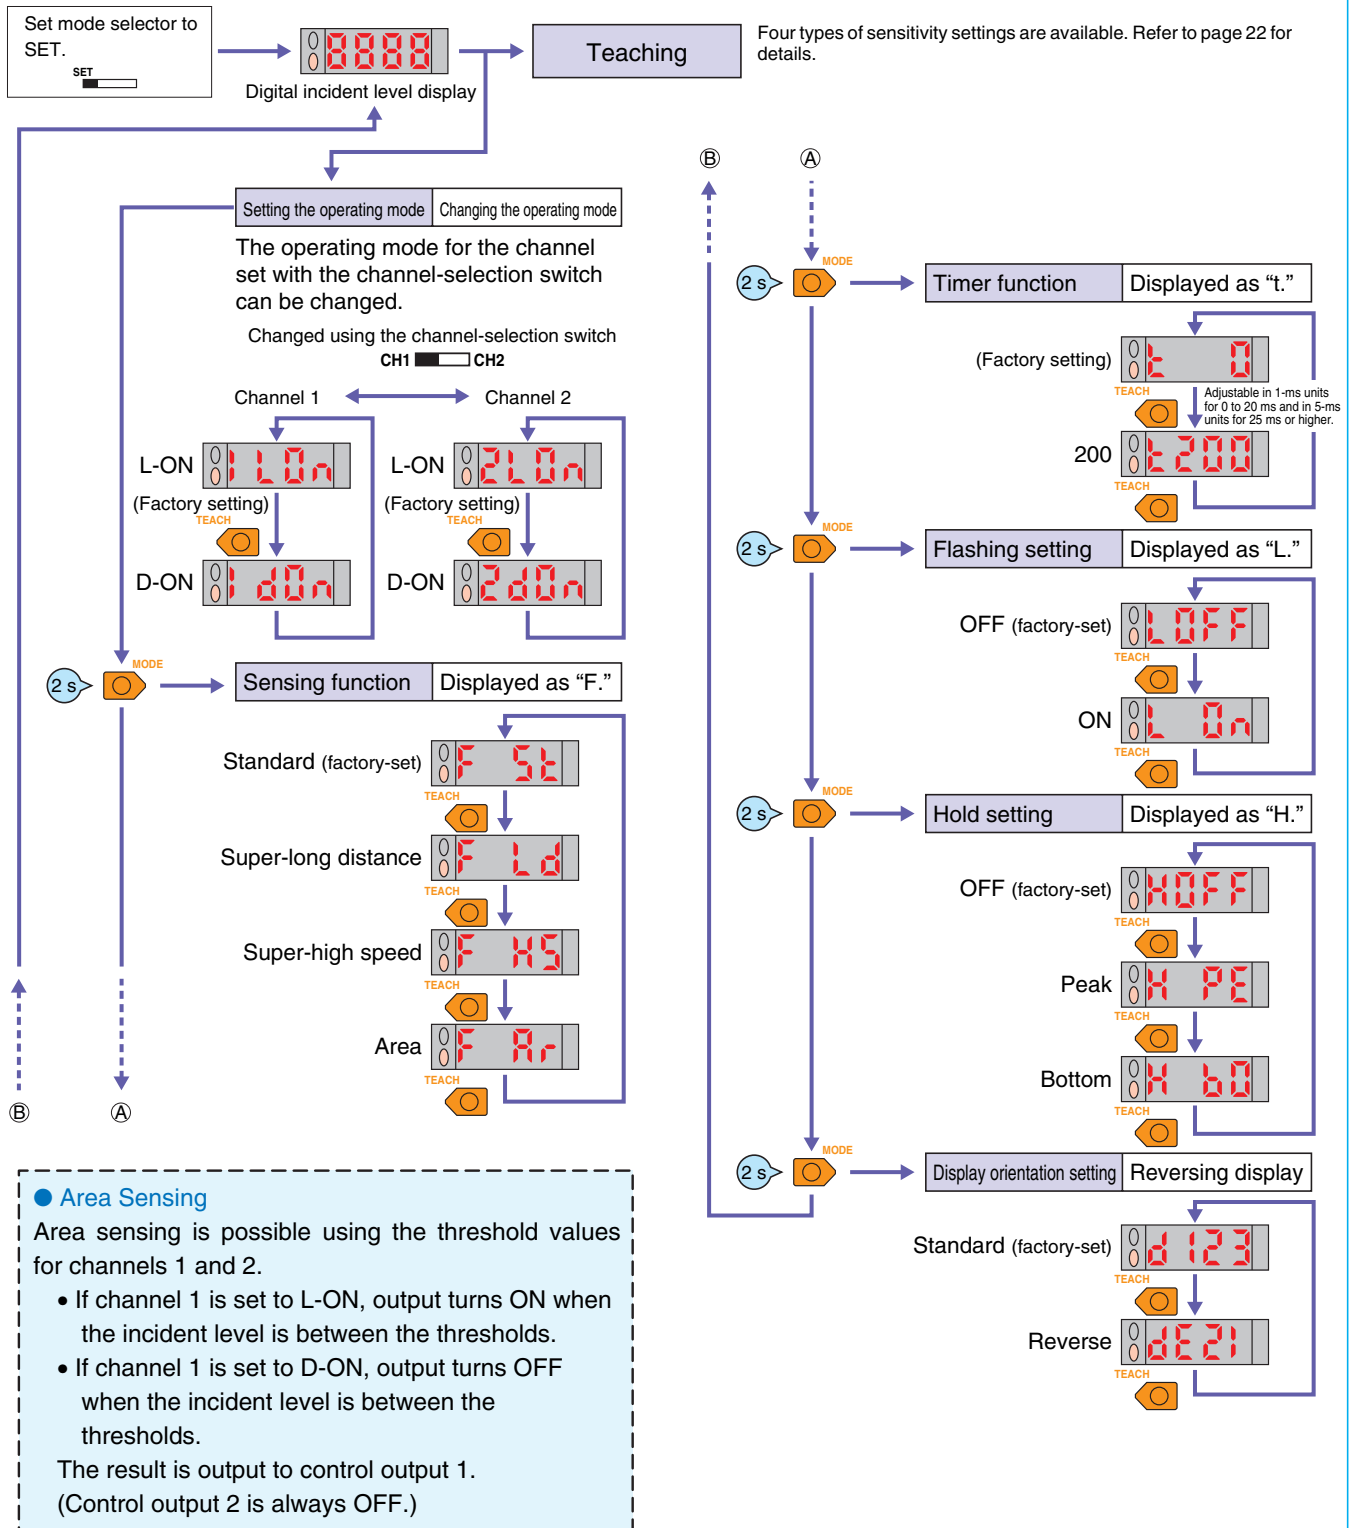 Set mode selector to
SET.
SET
8888
Digital incident level display
Teaching
Four types of sensitivity settings are available. Refer to page 22 for
details.
Setting the operating mode
Changing the operating mode
The operating mode for the channel
set with the channel-selection switch
can be changed.
Changed using the channel-selection switch
CH1 CH2
Channel 1
Channel 2
L-ON
1L0n
L-ON
2L0n
(Factory setting)
(Factory setting)
TEACH
TEACH
D-ON
1d0n
D-ON
2d0n
2 s
MODE
Sensing function
Displayed as “F.”
Standard (factory-set)
F St
TEACH
Super-long distance
F Ld
TEACH
Super-high speed
F HS
TEACH
Area
F Ar
TEACH
B
A
● Area Sensing
Area sensing is possible using the threshold values
for channels 1 and 2.
• If channel 1 is set to L-ON, output turns ON when
the incident level is between the thresholds.
• If channel 1 is set to D-ON, output turns OFF
when the incident level is between the
thresholds.
The result is output to control output 1.
(Control output 2 is always OFF.)
B
A
2 s
MODE
Timer function
Displayed as “t.”
(Factory setting)
t 0
TEACH
Adjustable in 1-ms units
for 0 to 20 ms and in 5-ms
units for 25 ms or higher.
200
t200
TEACH
2 s
MODE
Flashing setting
Displayed as “L.”
OFF (factory-set)
L0FF
TEACH
ON
L 0n
TEACH
2 s
MODE
Hold setting
Displayed as “H.”
OFF (factory-set)
H0FF
TEACH
Peak
H PE
TEACH
Bottom
H b0
TEACH
2 s
MODE
Display orientation setting
Reversing display
Standard (factory-set)
d123
TEACH
Reverse
dE21
TEACH